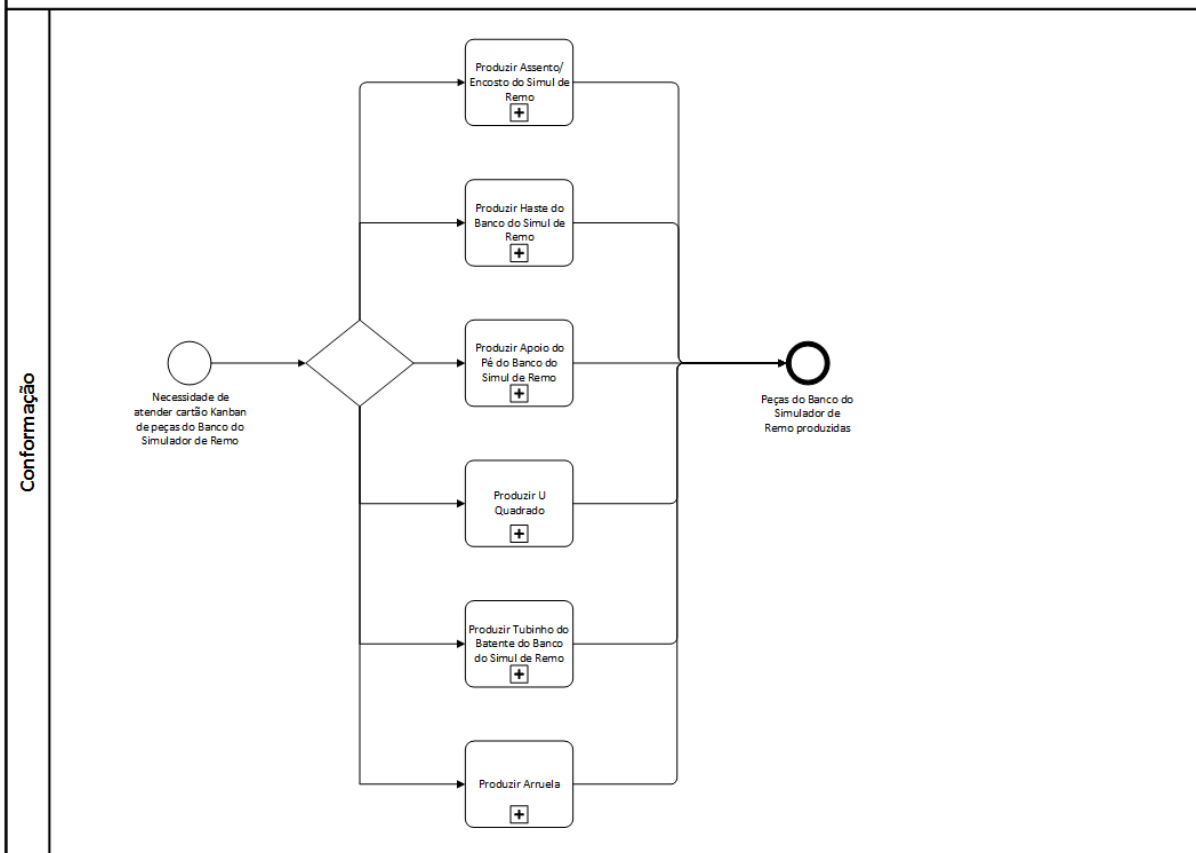 Conformação
Necessidade de
atender cartão Kanban
de peças do Banco do
Simulador de Remo
Produzir Assento/
Encosto do Simul de
Remo
Produzir Haste do
Banco do Simul de
Remo
Produzir Apoio do
Pé do Banco do
Simul de Remo
Produzir U
Quadrado
Produzir Tubinho do
Batente do Banco
do Simul de Remo
Produzir Arruela
Peças do Banco do
Simulador de
Remo produzidas